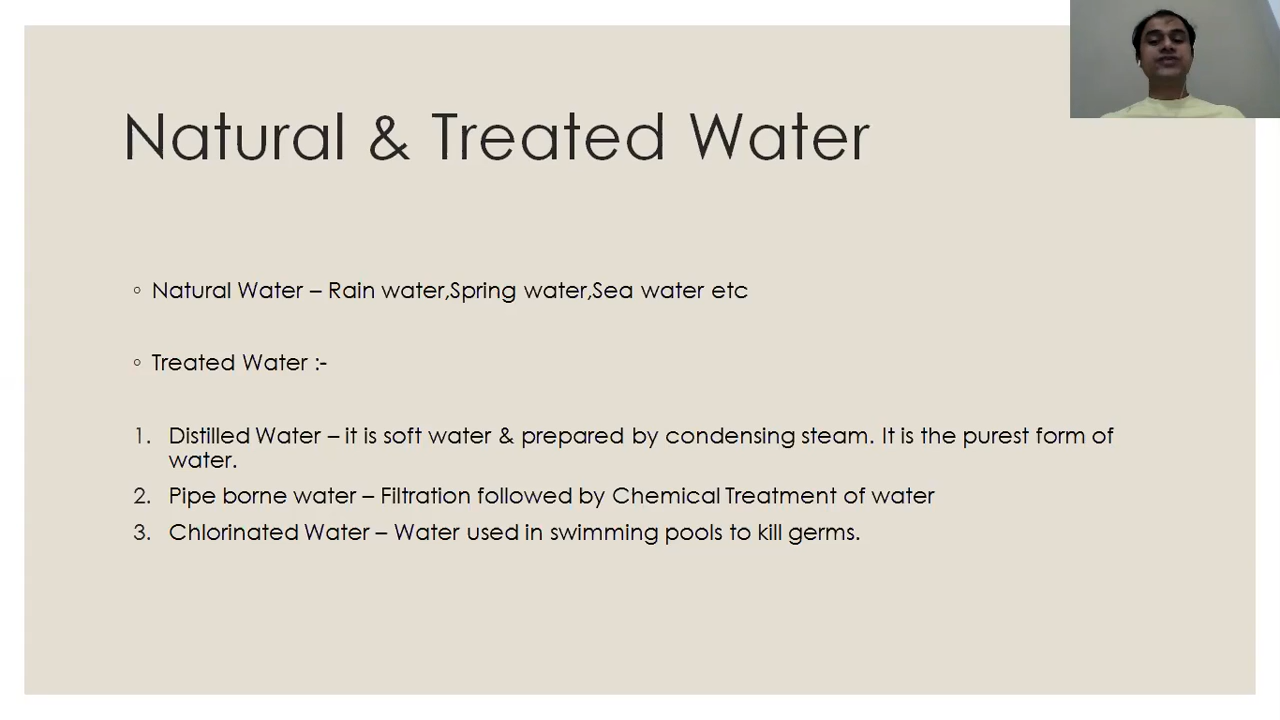 Natural & Treated Water
◦ Natural Water – Rain water,Spring water,Sea water etc
◦ Treated Water :-
1. Distilled Water – it is soft water & prepared by condensing steam. It is the purest form of
water.
2. Pipe borne water – Filtration followed by Chemical Treatment of water
3. Chlorinated Water – Water used in swimming pools to kill germs.